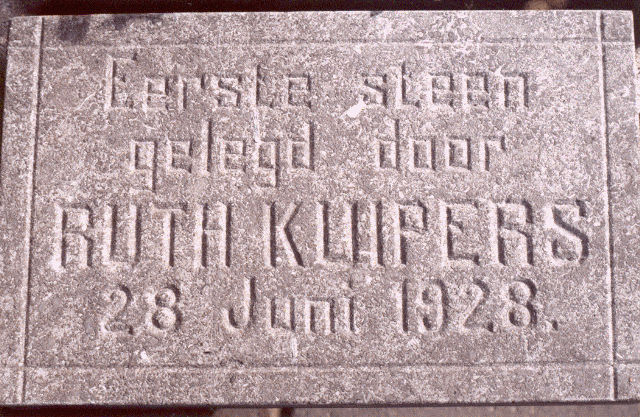 Eerste steen
gelegd door
RUTH KUIPERS
28 Juni 1928.